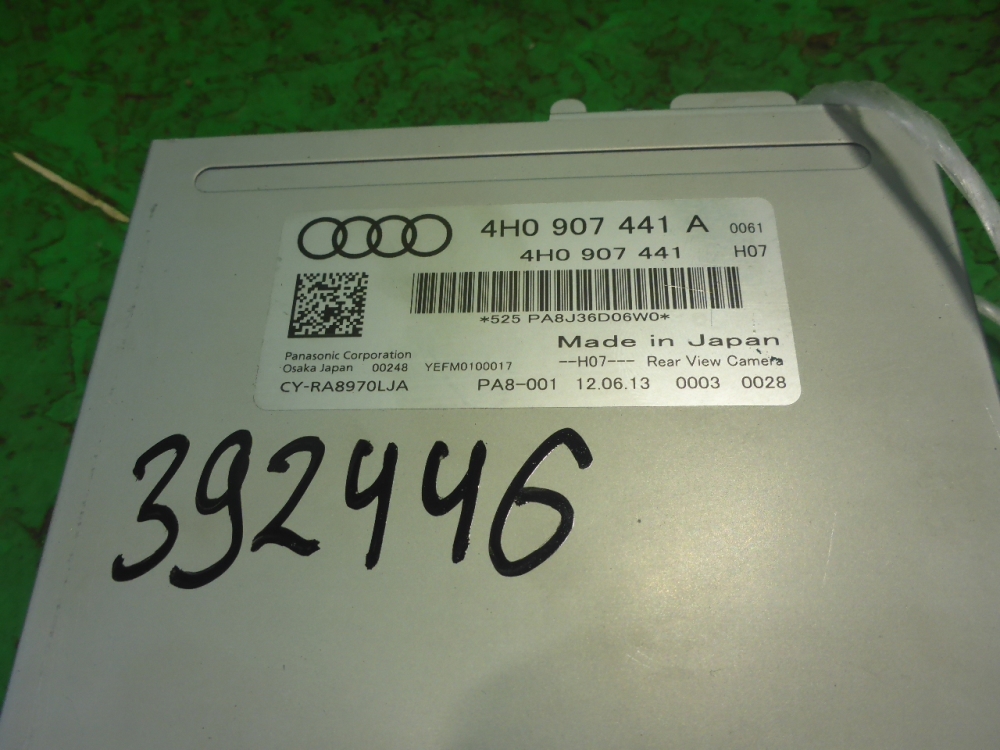 4H0 907 441 A 0061
4H0 907 441 H07
*525 PA8J36D06W0*
Made in Japan
Panasonic Corporation
Osaka Japan 00248 YEFM0100017 --H07--- Rear View Camera
CY-RA8970LJA PA8-001 12.06.13 0003 0028
392446